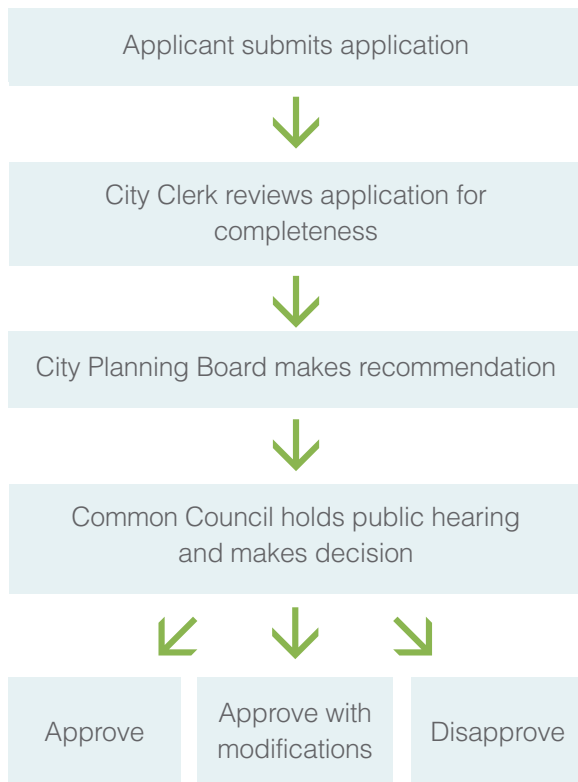 Applicant submits application
City Clerk reviews application for
completeness
City Planning Board makes recommendation
Common Council holds public hearing
and makes decision
Approve
Approve with
modifications
Disapprove